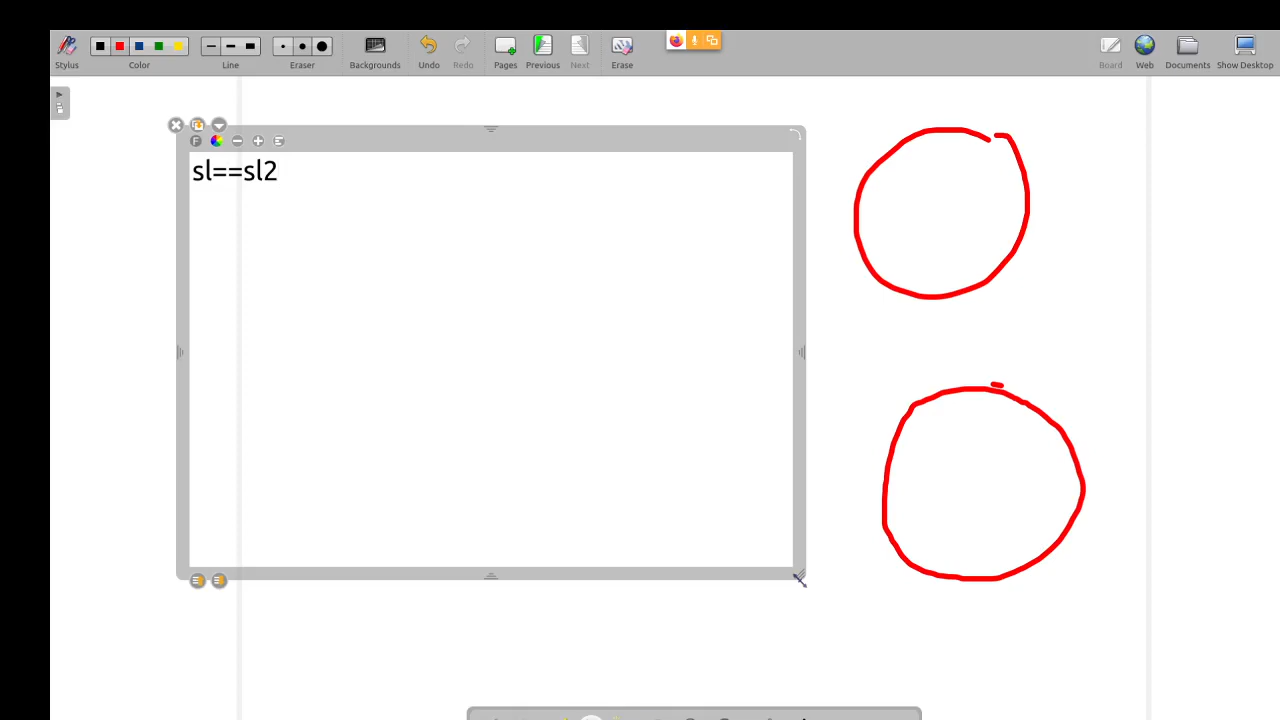 Stylus
Color
Line
Eraser
Backgrounds
Undo
Redo
Pages
Previous
Next
Erase
Board
Web
Documents
Show Desktop
F
sl==sl2